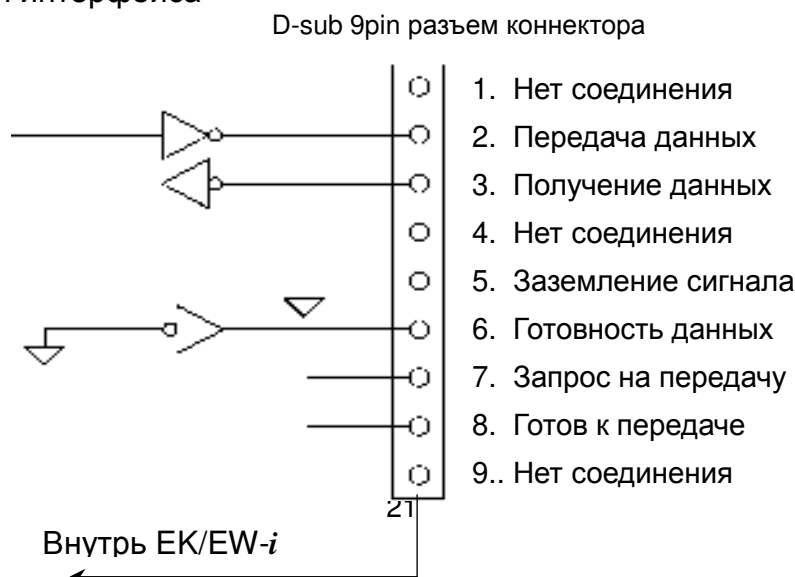 интерфейса
D-sub 9pin разъем коннектора
1. Нет соединения
2. Передача данных
3. Получение данных
4. Нет соединения
5. Заземление сигнала
6. Готовность данных
7. Запрос на передачу
8. Готов к передаче
9.. Нет соединения
21
Внутрь EK/EW-i